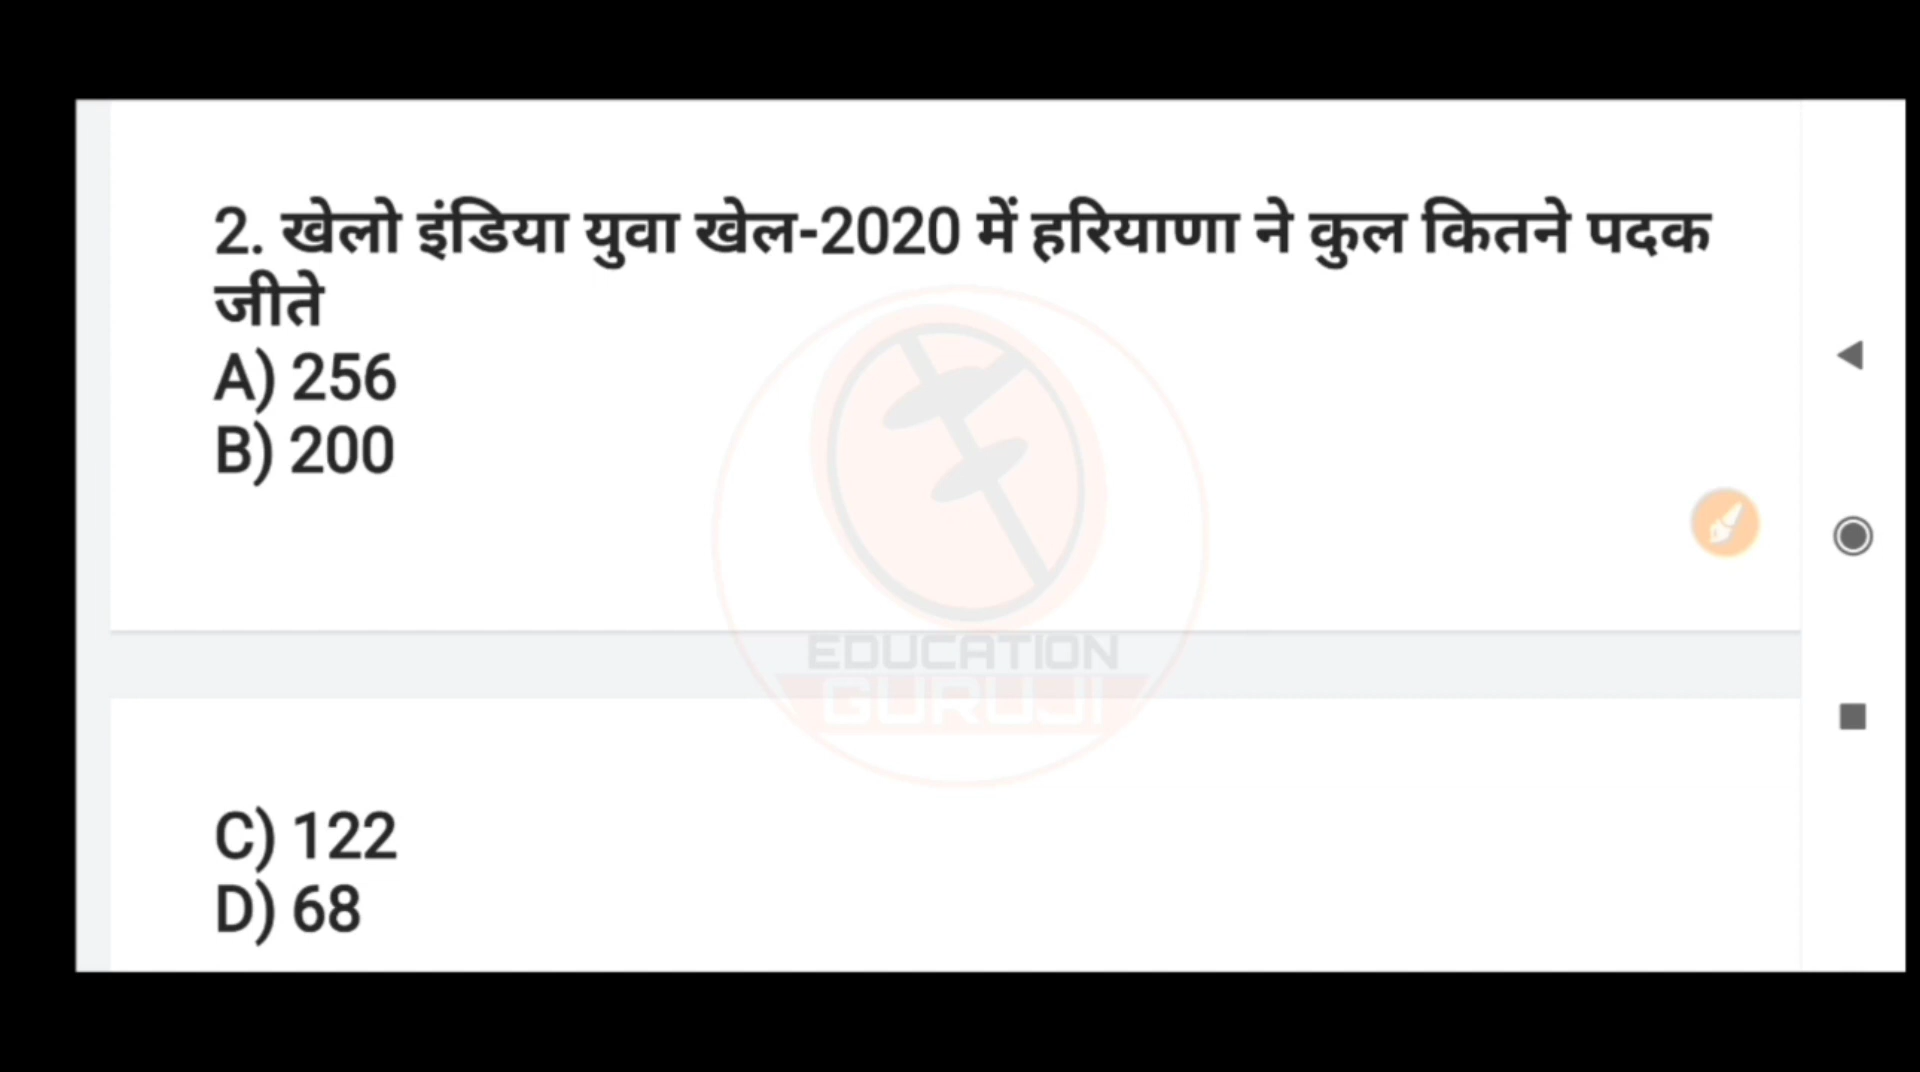 2. खेलो इंडिया युवा खेल-2020 में हरियाणा ने कुल कितने पदक
जीते
A) 256
B) 200
EDUCATION
GURUJI
C) 122
D) 68